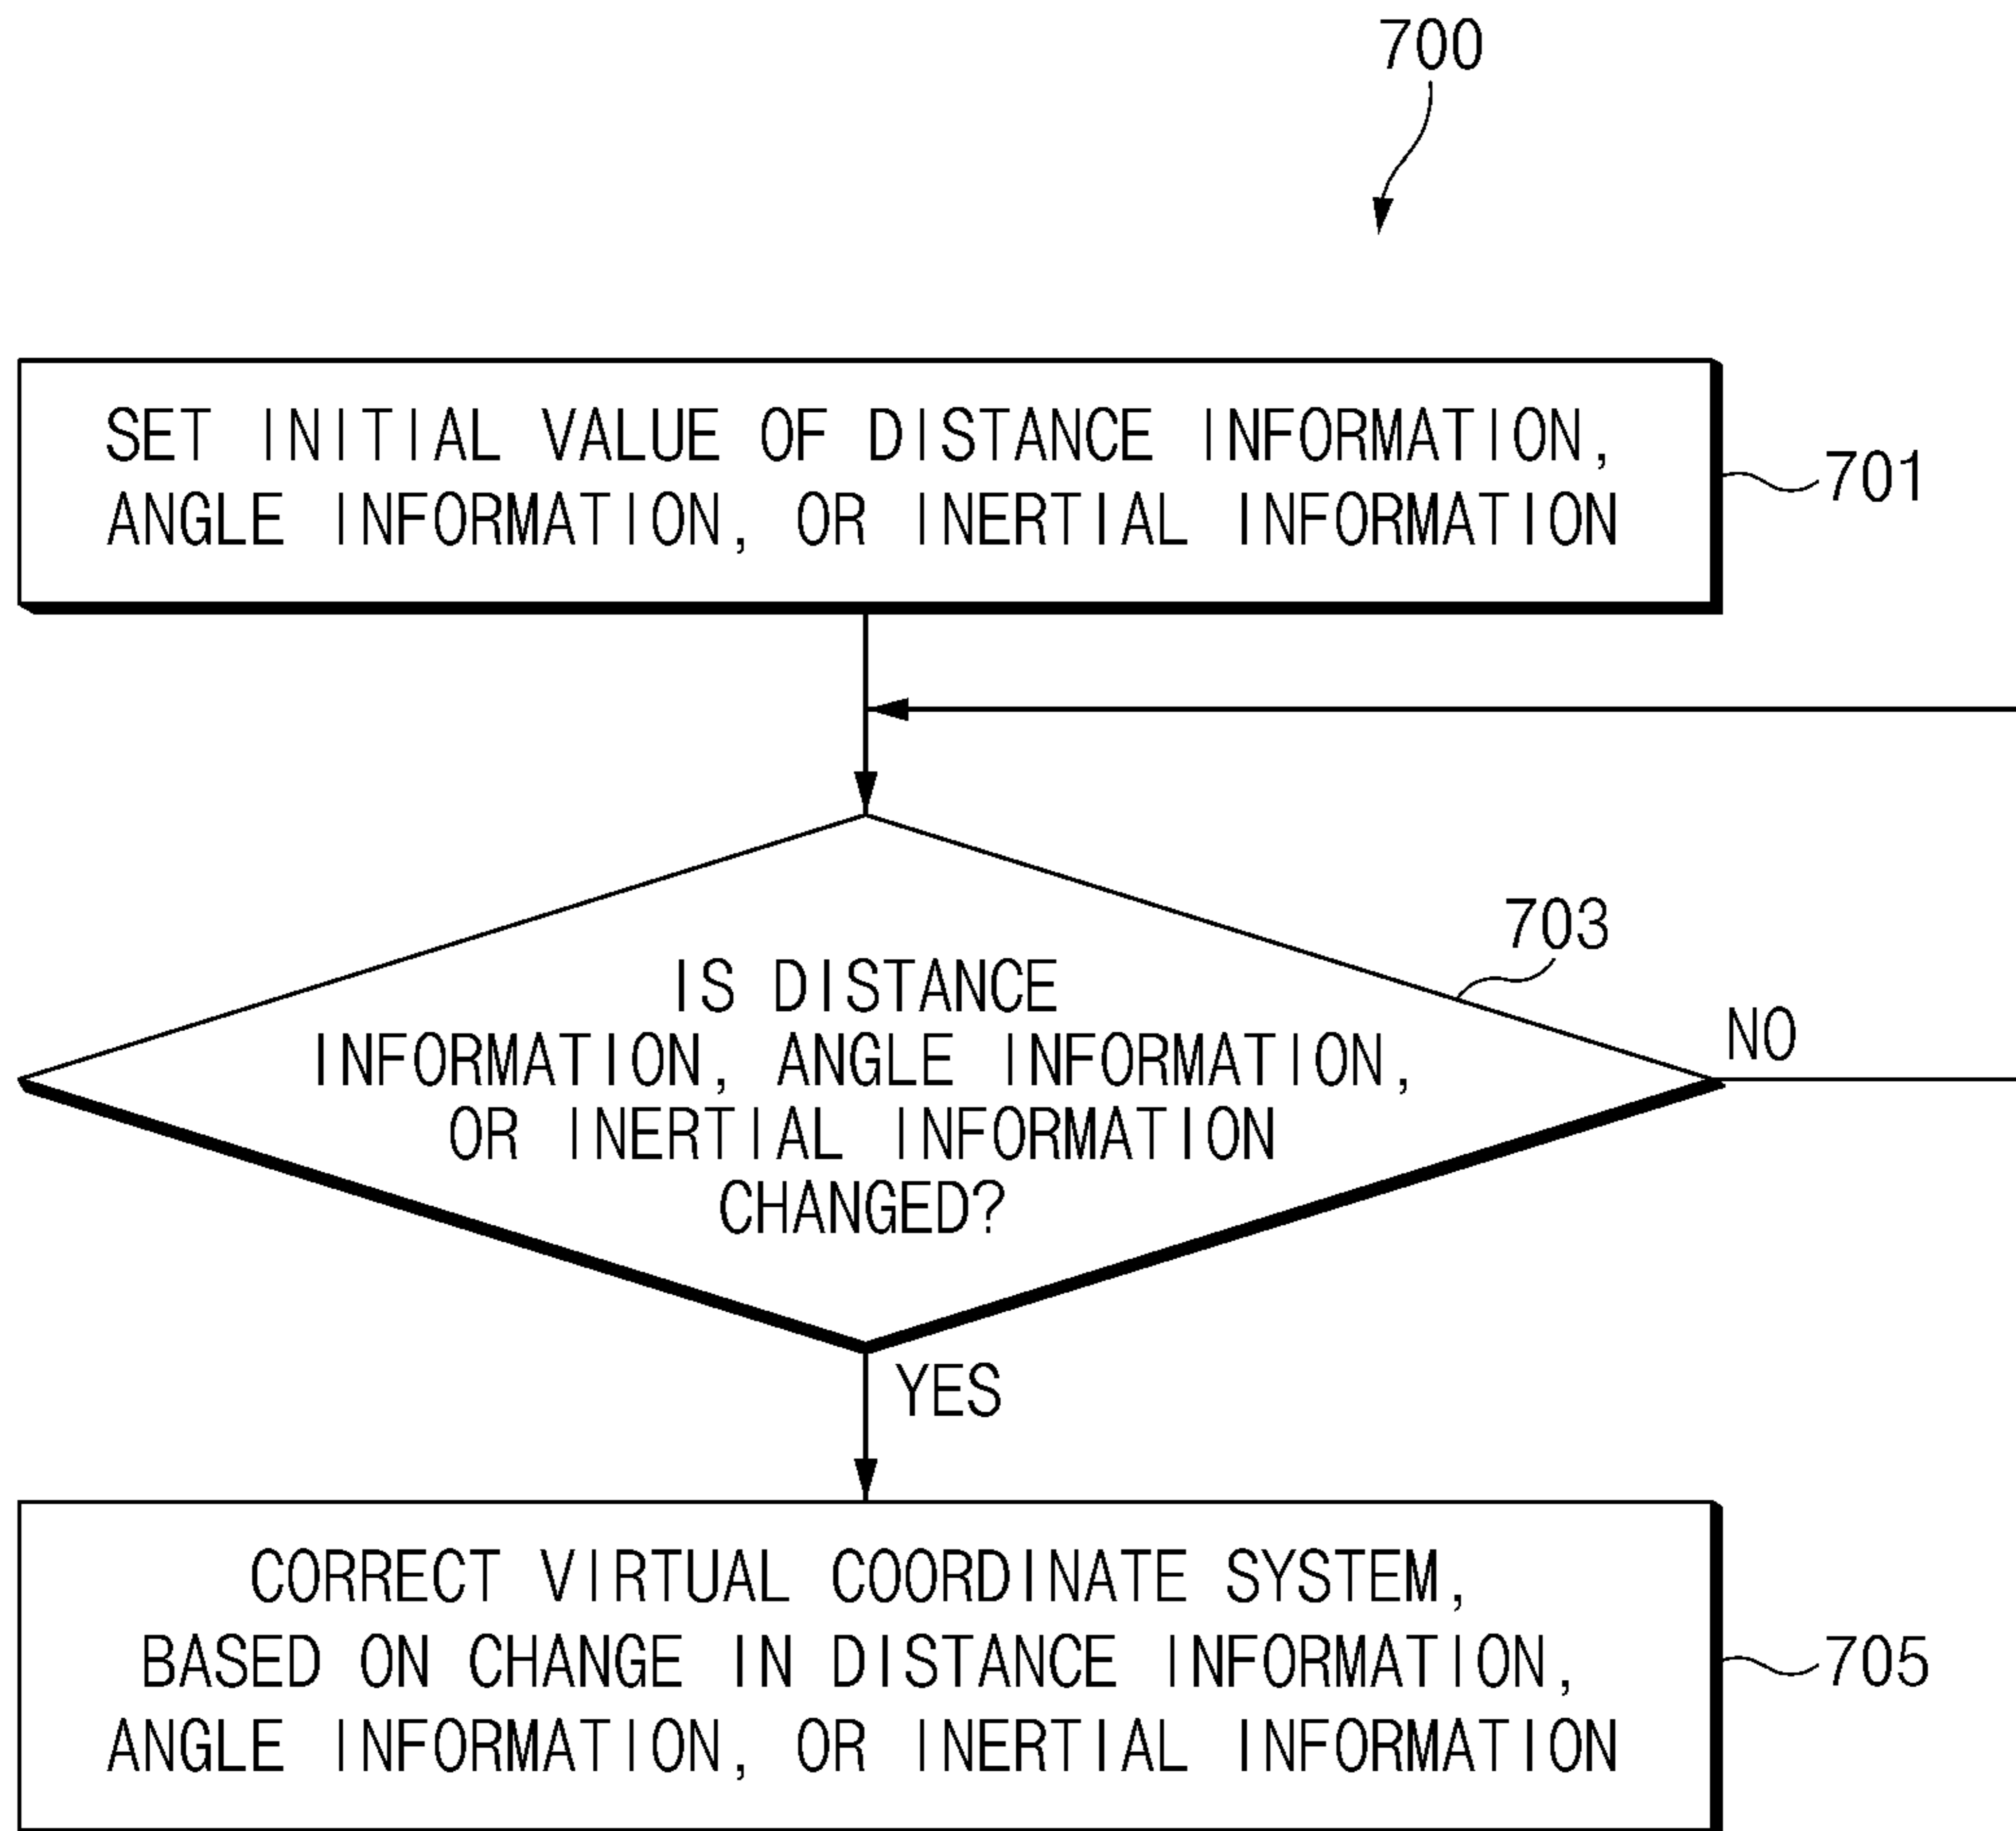 700
SET INITIAL VALUE OF DISTANCE INFORMATION,
ANGLE INFORMATION, OR INERTIAL INFORMATION
701
703
IS DISTANCE
INFORMATION, ANGLE INFORMATION,
OR INERTIAL INFORMATION
CHANGED?
NO
YES
CORRECT VIRTUAL COORDINATE SYSTEM,
BASED ON CHANGE IN DISTANCE INFORMATION,
ANGLE INFORMATION, OR INERTIAL INFORMATION
705